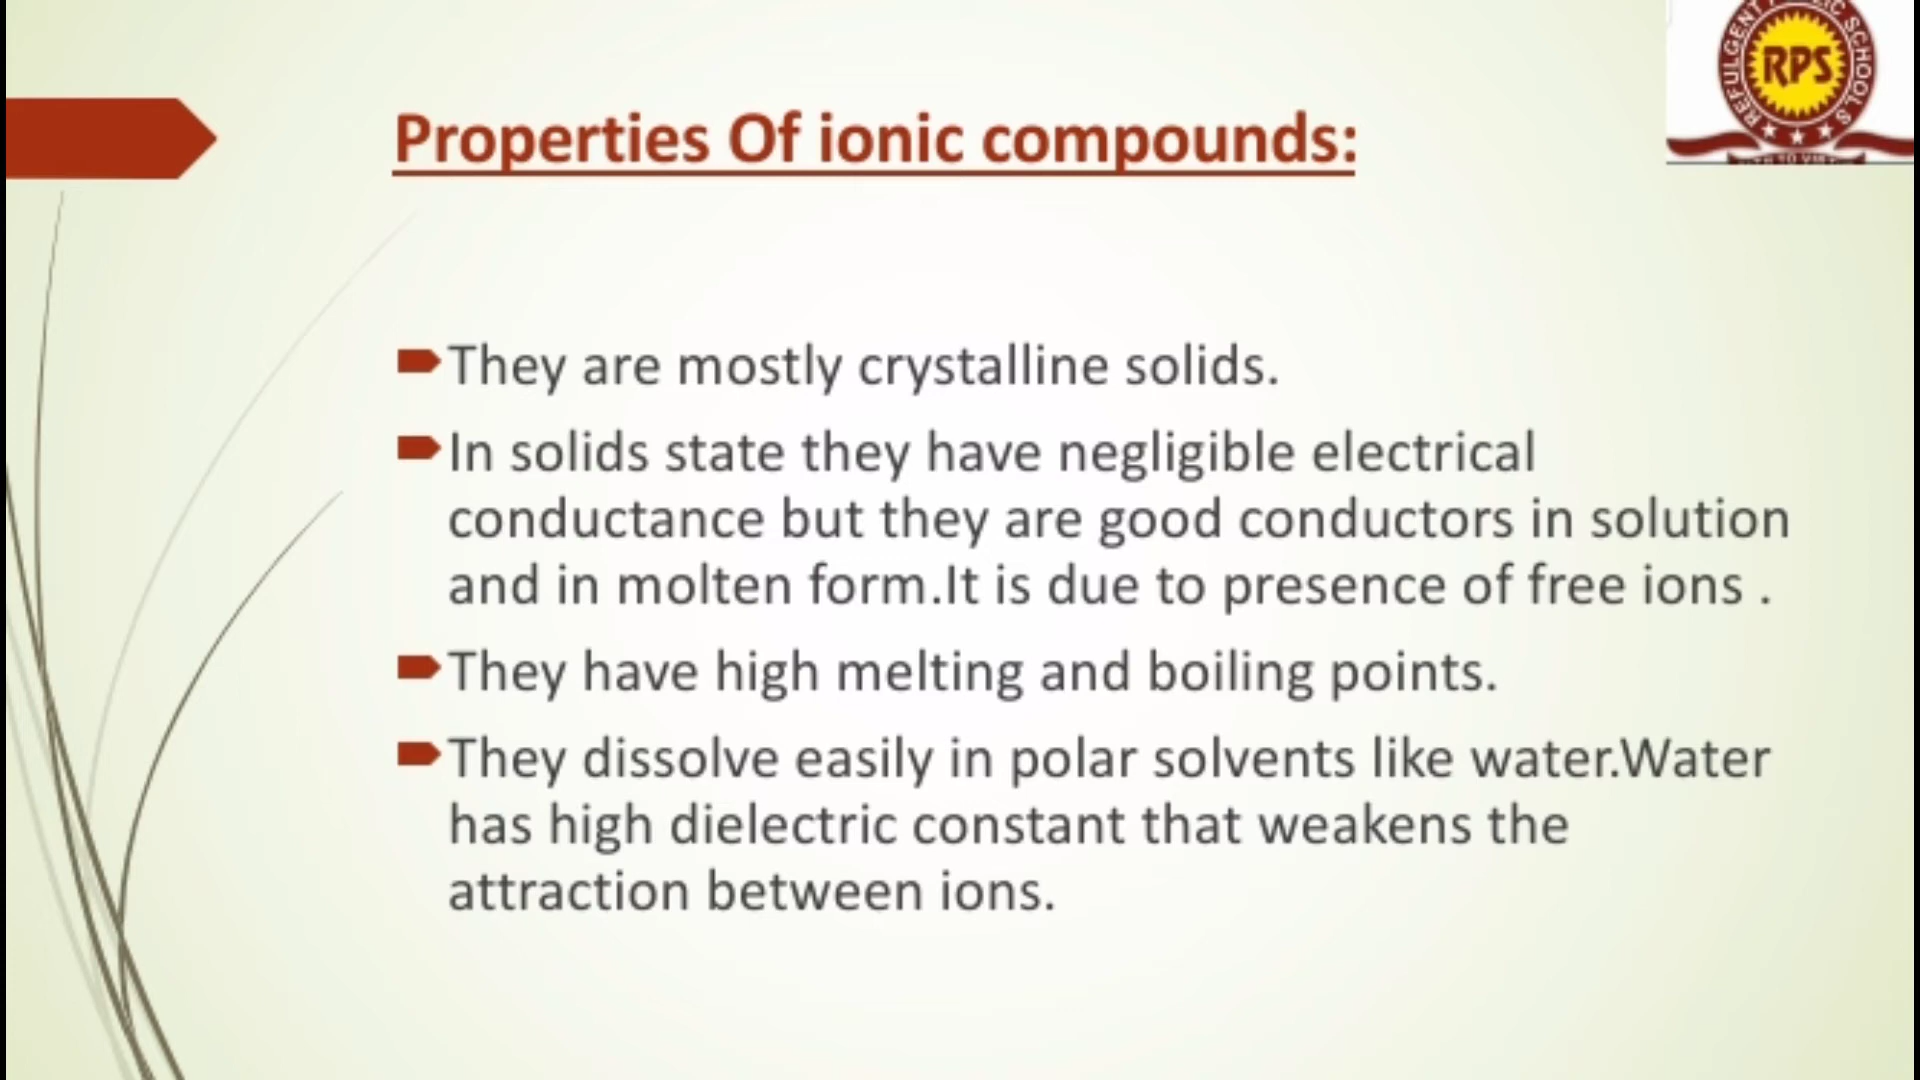 REFULGENT PUBLIC SCHOOLS
RPS
Properties Of ionic compounds:
They are mostly crystalline solids.
In solids state they have negligible electrical
conductance but they are good conductors in solution
and in molten form.It is due to presence of free ions .
They have high melting and boiling points.
They dissolve easily in polar solvents like water.Water
has high dielectric constant that weakens the
attraction between ions.